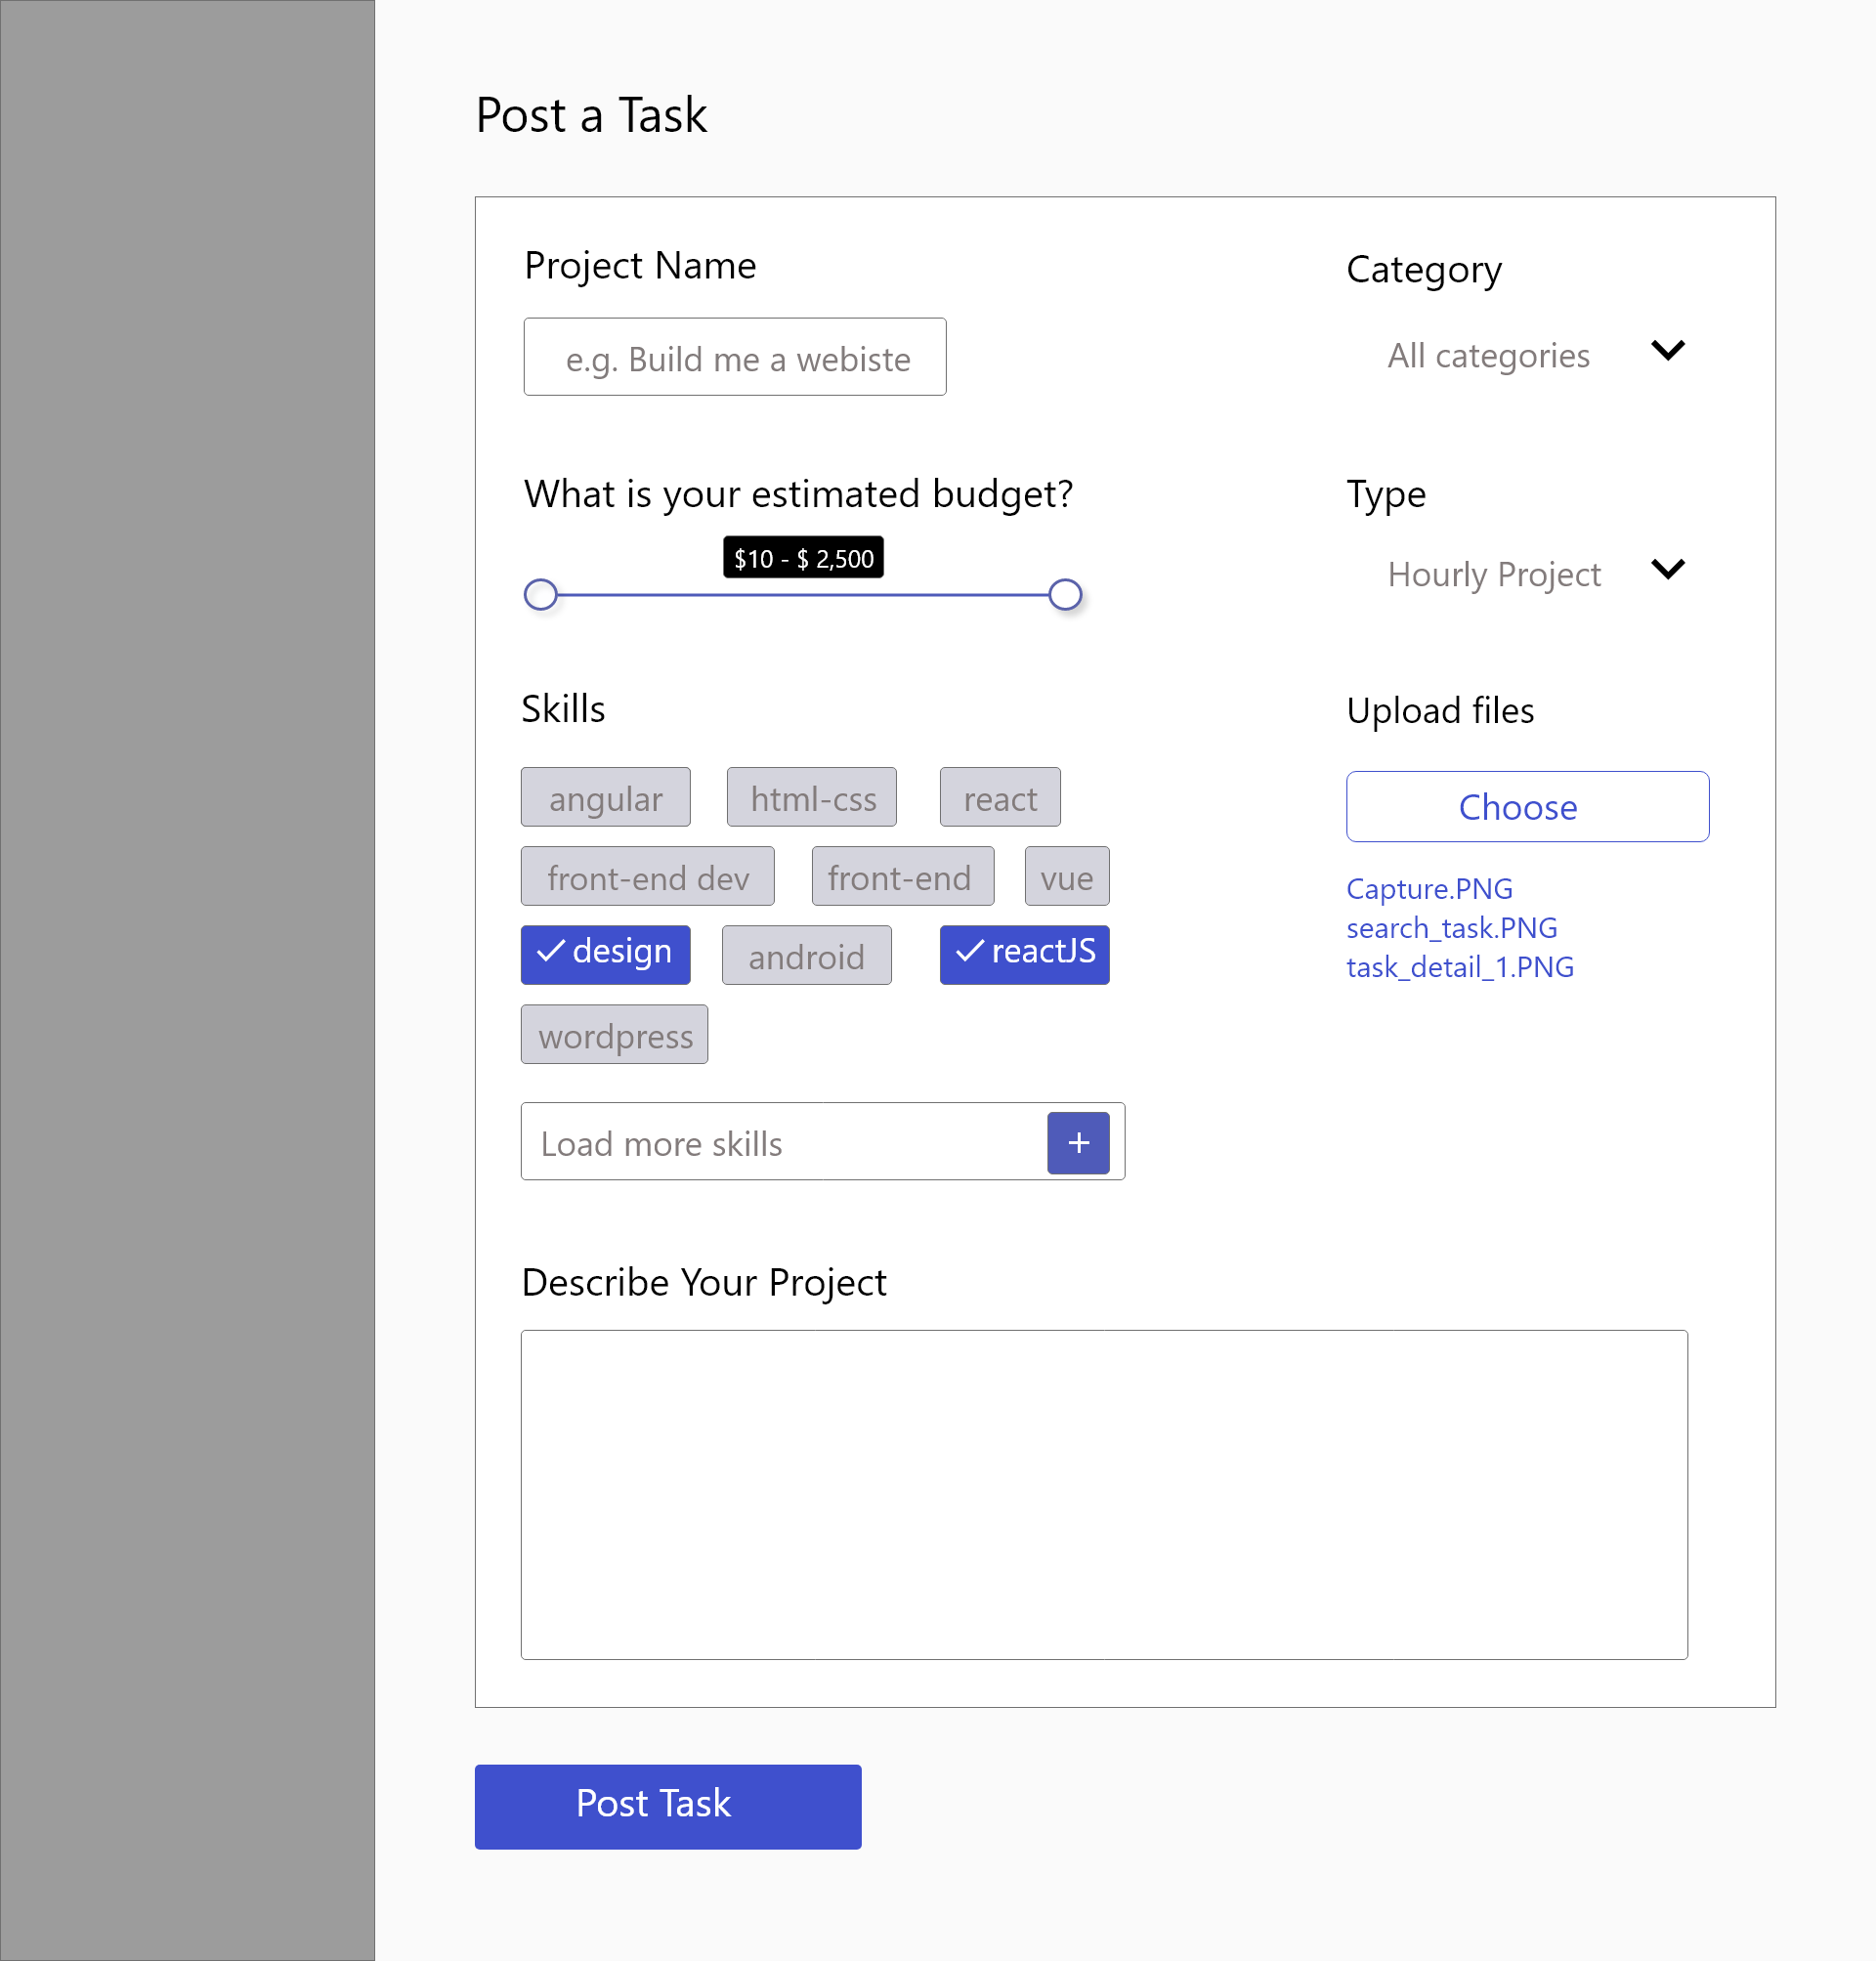 Post a Task
Project Name
Category
e.g. Build me a webiste
All categories
What is your estimated budget?
Type
$10 - $ 2,500
Hourly Project
Skills
Upload files
angular
html-css
react
Choose
front-end dev
front-end
vue
Capture.PNG
search_task.PNG
task_detail_1.PNG
design
android
reactJS
wordpress
Load more skills
+
Describe Your Project
Post Task